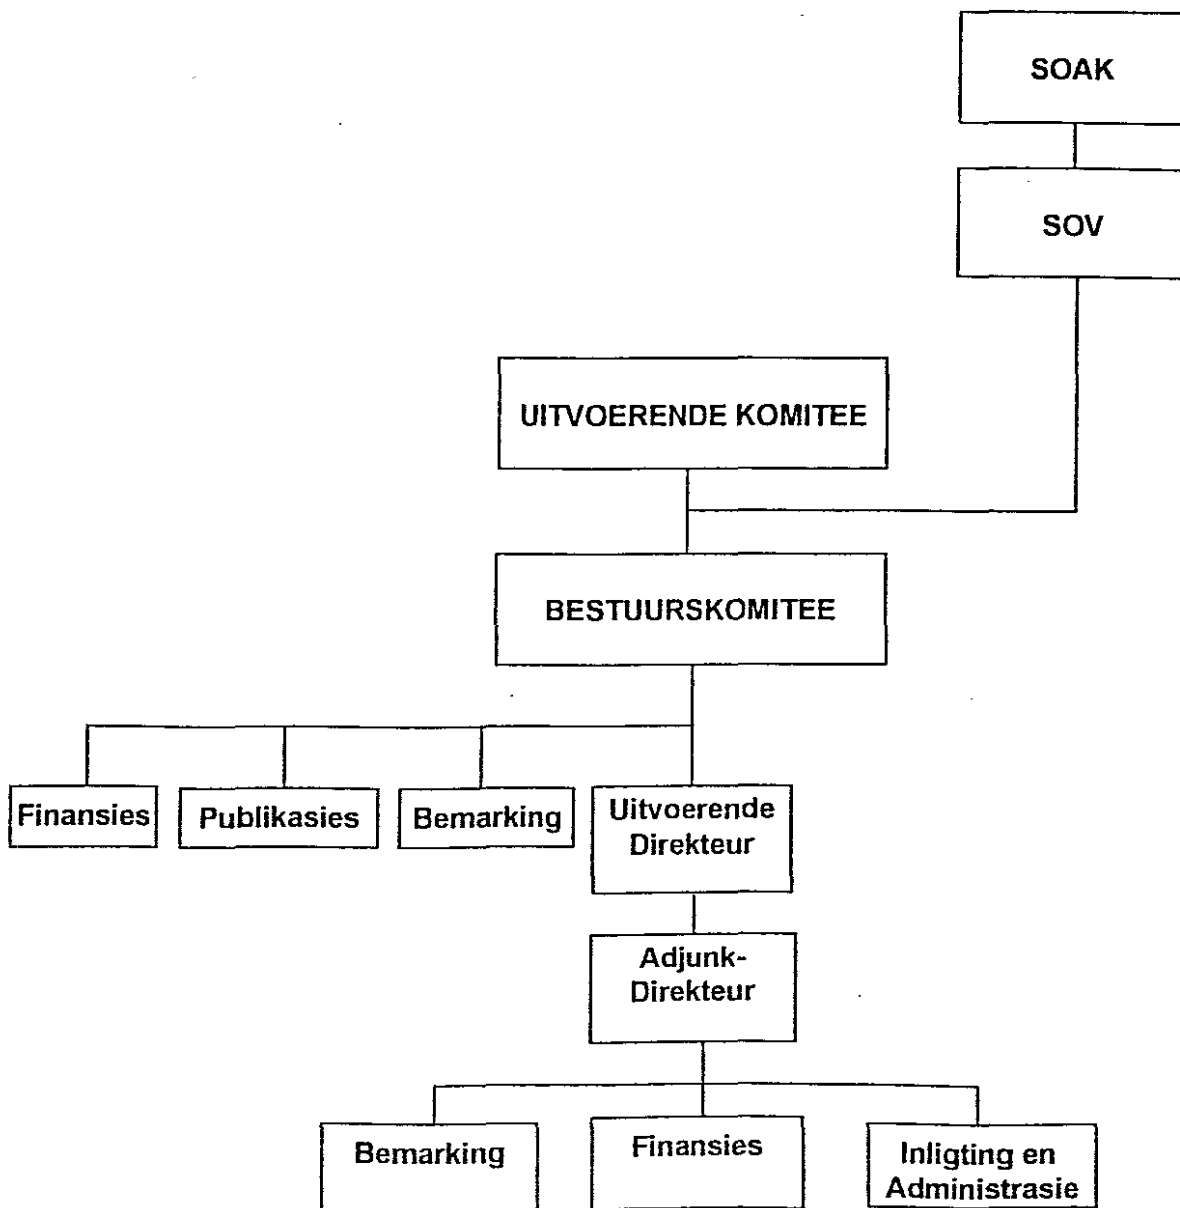 SOAK
SOV
UITVOERENDE KOMITEE
BESTUURSKOMITEE
Finansies
Publikasies
Bemarking
Uitvoerende
Direkteur
Adjunk-
Direkteur
Bemarking
Finansies
Inligting en
Administrasie